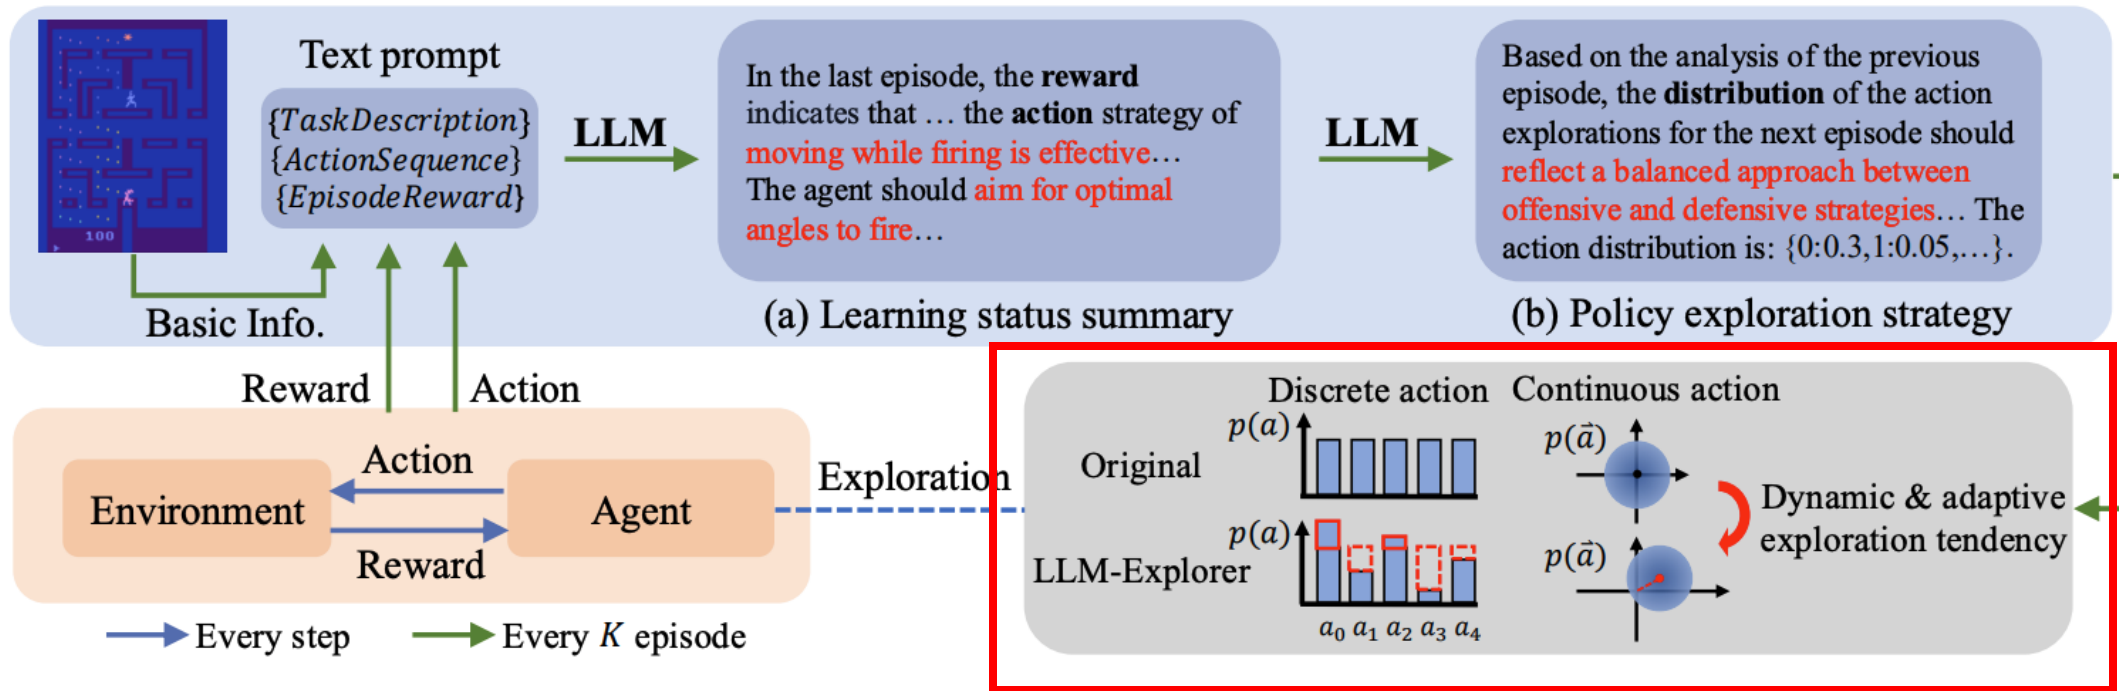 Text prompt
{TaskDescription}
{ActionSequence}
{EpisodeReward}
100
Basic Info.
LLM
In the last episode, the reward
indicates that … the action strategy of
moving while firing is effective…
The agent should aim for optimal
angles to fire…
(a) Learning status summary
LLM
Based on the analysis of the previous
episode, the distribution of the action
explorations for the next episode should
reflect a balanced approach between
offensive and defensive strategies… The
action distribution is: {0:0.3,1:0.05,…}.
(b) Policy exploration strategy
Reward
Action
Action
Environment
Agent
Reward
Exploration
Every step
Every K episode
Discrete action
Continuous action
Original
p(a)
p(a⃗)
LLM-Explorer
p(a)
a₀ a₁ a₂ a₃ a₄
p(a⃗)
Dynamic & adaptive
exploration tendency